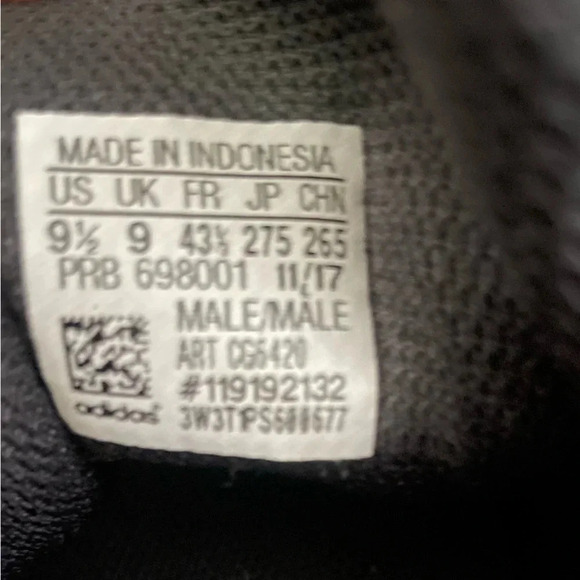 MADE IN INDONESIA
US UK FR JP CHN
9½ 9 43⅓ 275 265
PRB 698001 11/17
MALE/MALE
ART CG6420
#119192132
adidas